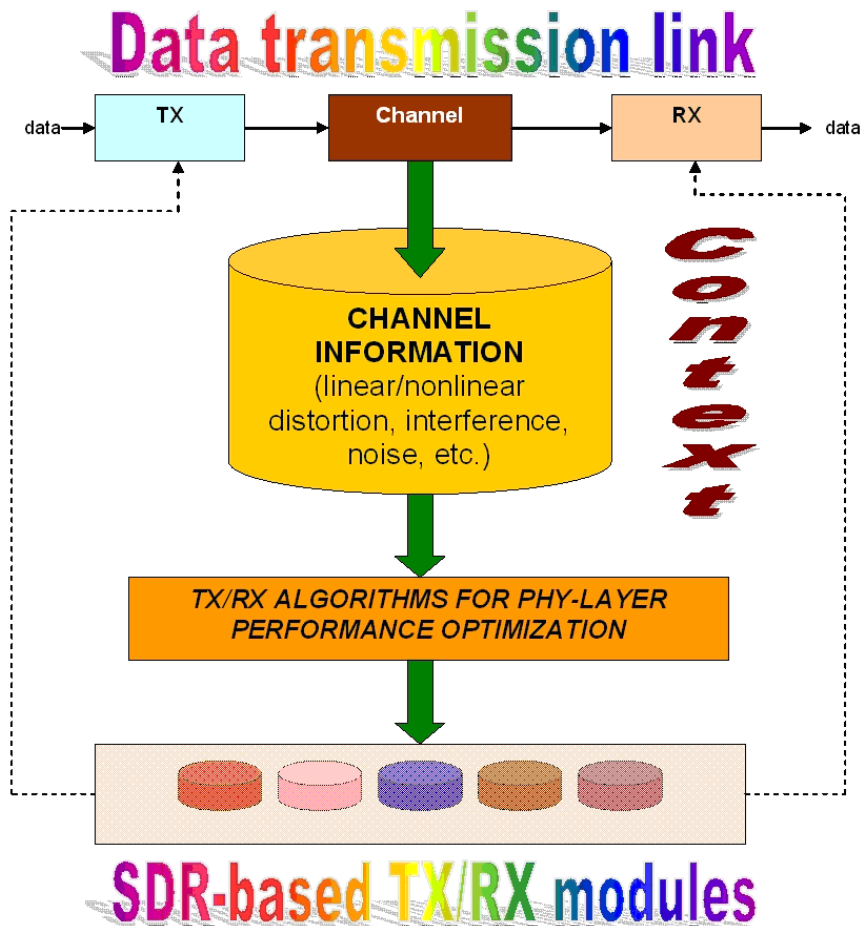 Data transmission link
data
TX
Channel
RX
data
Context
CHANNEL
INFORMATION
(linear/nonlinear
distortion, interference,
noise, etc.)
TX/RX ALGORITHMS FOR PHY-LAYER
PERFORMANCE OPTIMIZATION
SDR-based TX/RX modules